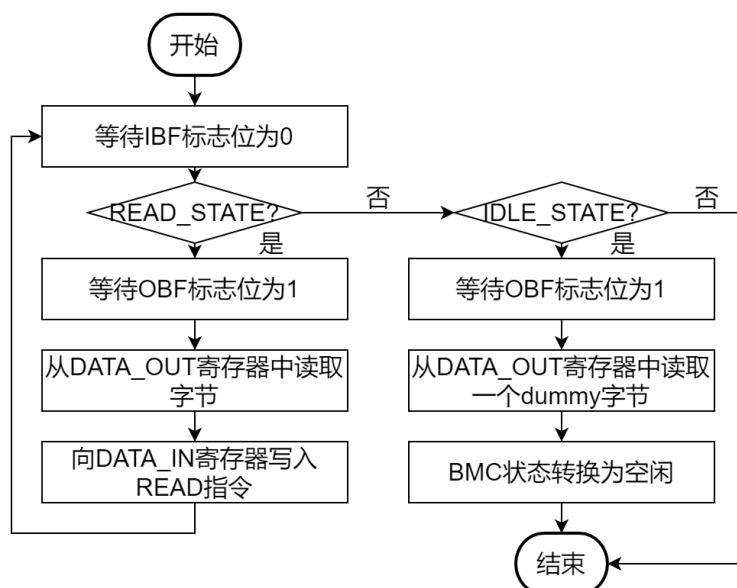 开始
等待IBF标志位为0
READ_STATE?
否
IDLE_STATE?
否
是
是
等待OBF标志位为1
等待OBF标志位为1
从DATA_OUT寄存器中读取
字节
从DATA_OUT寄存器中读取
一个dummy字节
向DATA_IN寄存器写入
READ指令
BMC状态转换为空闲
结束